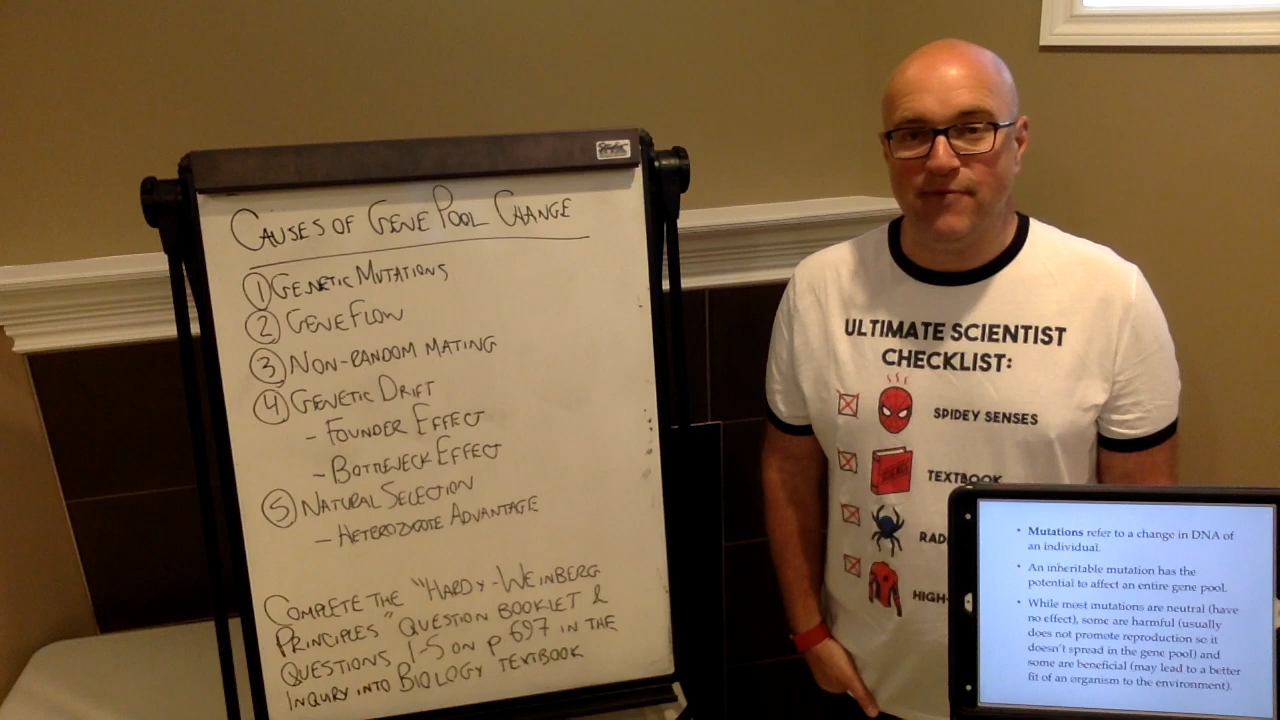 CAUSES OF GENE POOL CHANGE
1 GENETIC MUTATIONS
2 GENE FLOW
3 NON-RANDOM MATING
4 GENETIC DRIFT
- FOUNDER EFFECT
- BOTTLENECK EFFECT
5 NATURAL SELECTION
- HETEROZYGOTE ADVANTAGE
COMPLETE THE "HARDY-WEINBERG
PRINCIPLES" QUESTION BOOKLET &
QUESTIONS 1-5 ON p 697 IN THE
INQUIRY INTO BIOLOGY TEXTBOOK
ULTIMATE SCIENTIST
CHECKLIST:
SPIDEY SENSES
TEXTBOOK
RAD
HIGH-
• Mutations refer to a change in DNA of
an individual.
• An inheritable mutation has the
potential to affect an entire gene pool.
• While most mutations are neutral (have
no effect), some are harmful (usually
does not promote reproduction so it
doesn't spread in the gene pool) and
some are beneficial (may lead to a better
fit of an organism to the environment).